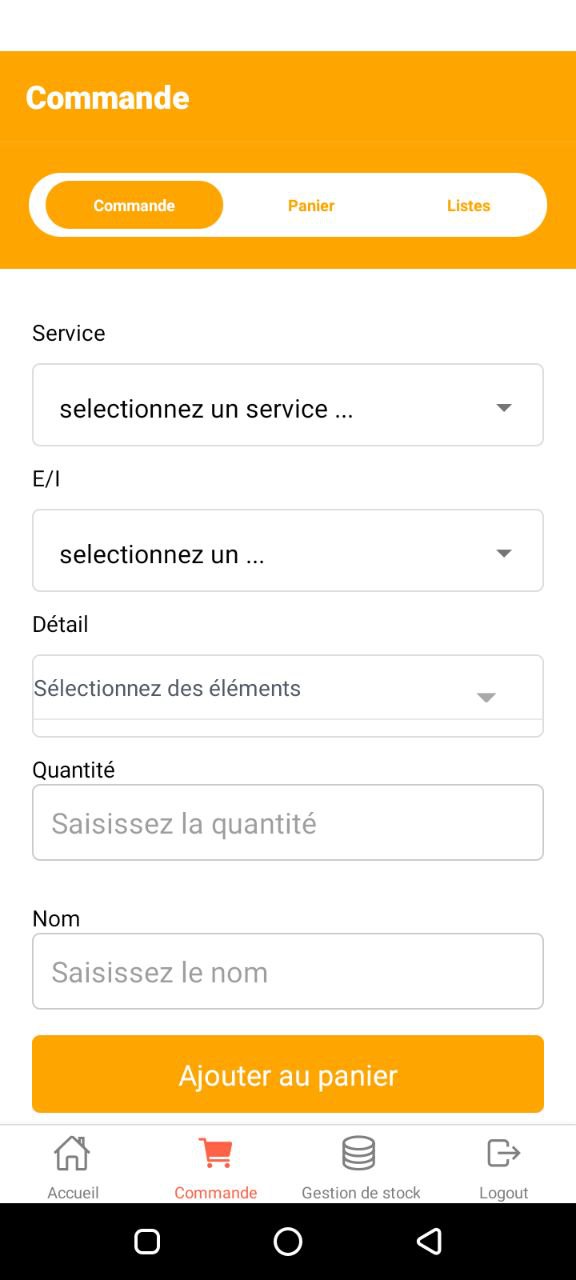 Commande
Commande Panier Listes
Service
selectionnez un service ...
E/I
selectionnez un ...
Détail
Sélectionnez des éléments
Quantité
Saisissez la quantité
Nom
Saisissez le nom
Ajouter au panier
Accueil Commande Gestion de stock Logout